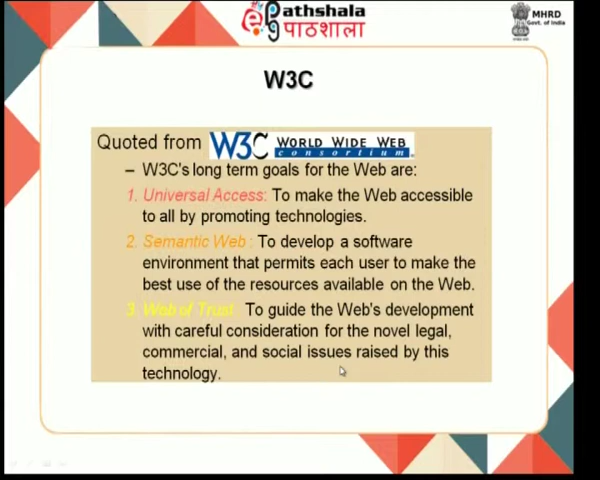 ePathshala
पाठशाला
MHRD
Govt. of India
W3C
Quoted from W3C WORLD WIDE WEB
consortium
– W3C's long term goals for the Web are:
1. Universal Access: To make the Web accessible
to all by promoting technologies.
2. Semantic Web : To develop a software
environment that permits each user to make the
best use of the resources available on the Web.
3. Web of Trust : To guide the Web's development
with careful consideration for the novel legal,
commercial, and social issues raised by this
technology.